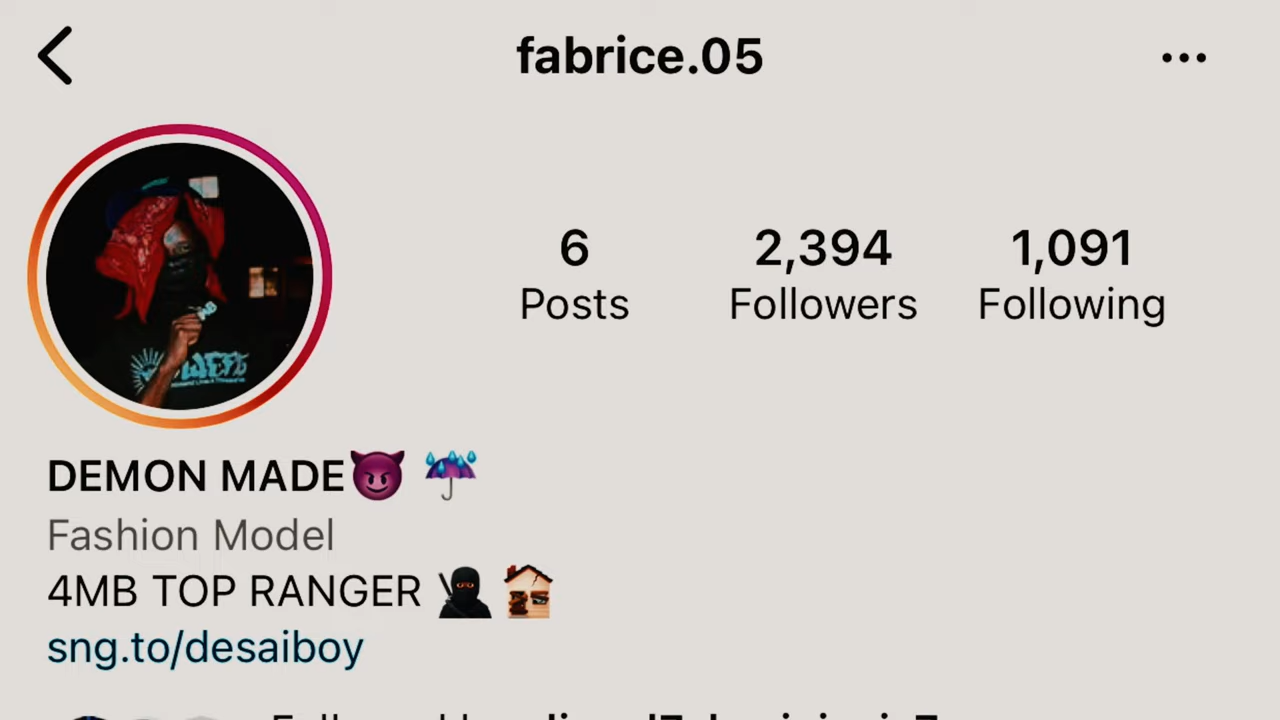 fabrice.05
6 2,394 1,091
Posts Followers Following
DEMON MADE😈 ☔
Fashion Model
4MB TOP RANGER 🥷🏿 🏚️
sng.to/desaiboy